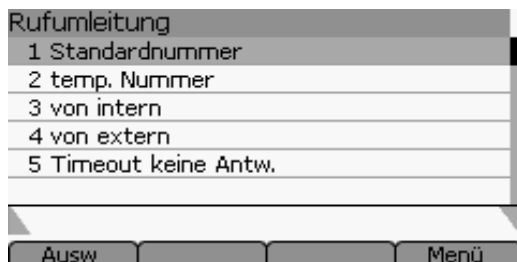 Rufumleitung
1 Standardnummer
2 temp. Nummer
3 von intern
4 von extern
5 Timeout keine Antw.
Ausw Menü